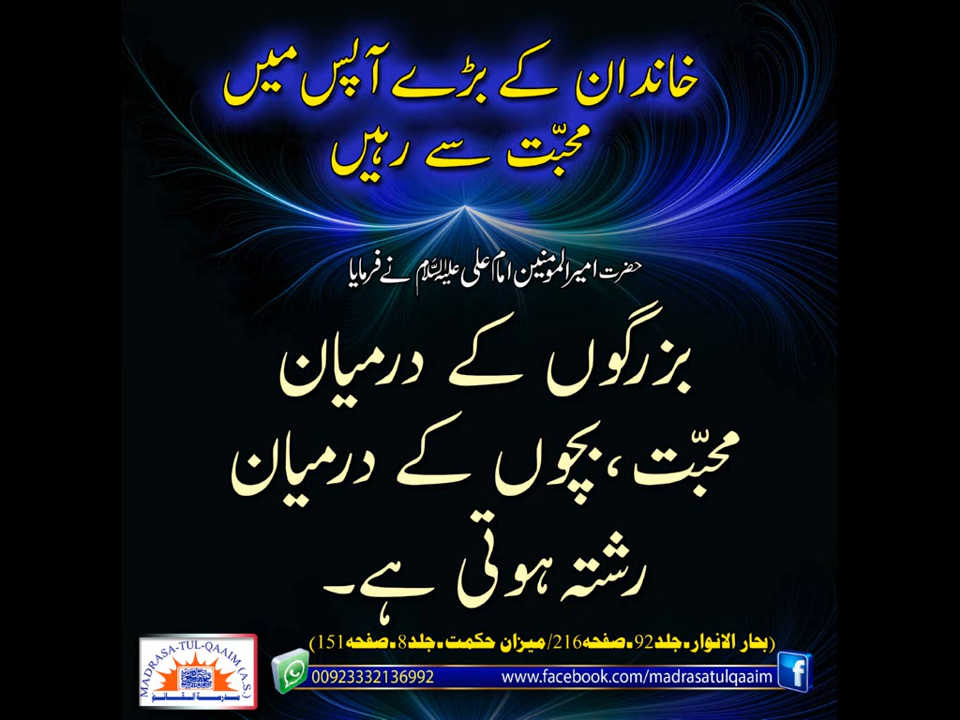 خاندان کے بڑے آپس میں
محبّت سے رہیں
حضرت امیرالمومنین امام علی علیہ السّلام نے فرمایا
بزرگوں کے درمیان
محبّت، بچوں کے درمیان
رشتہ ہوتی ہے۔
(بحار الانوار۔جلد92۔صفحہ216/میزان حکمت۔جلد8۔صفحہ151)
MADRASA-TUL-QAAIM (A.S)
مدرسة القائم
00923332136992
www.facebook.com/madrasatulqaaim
f